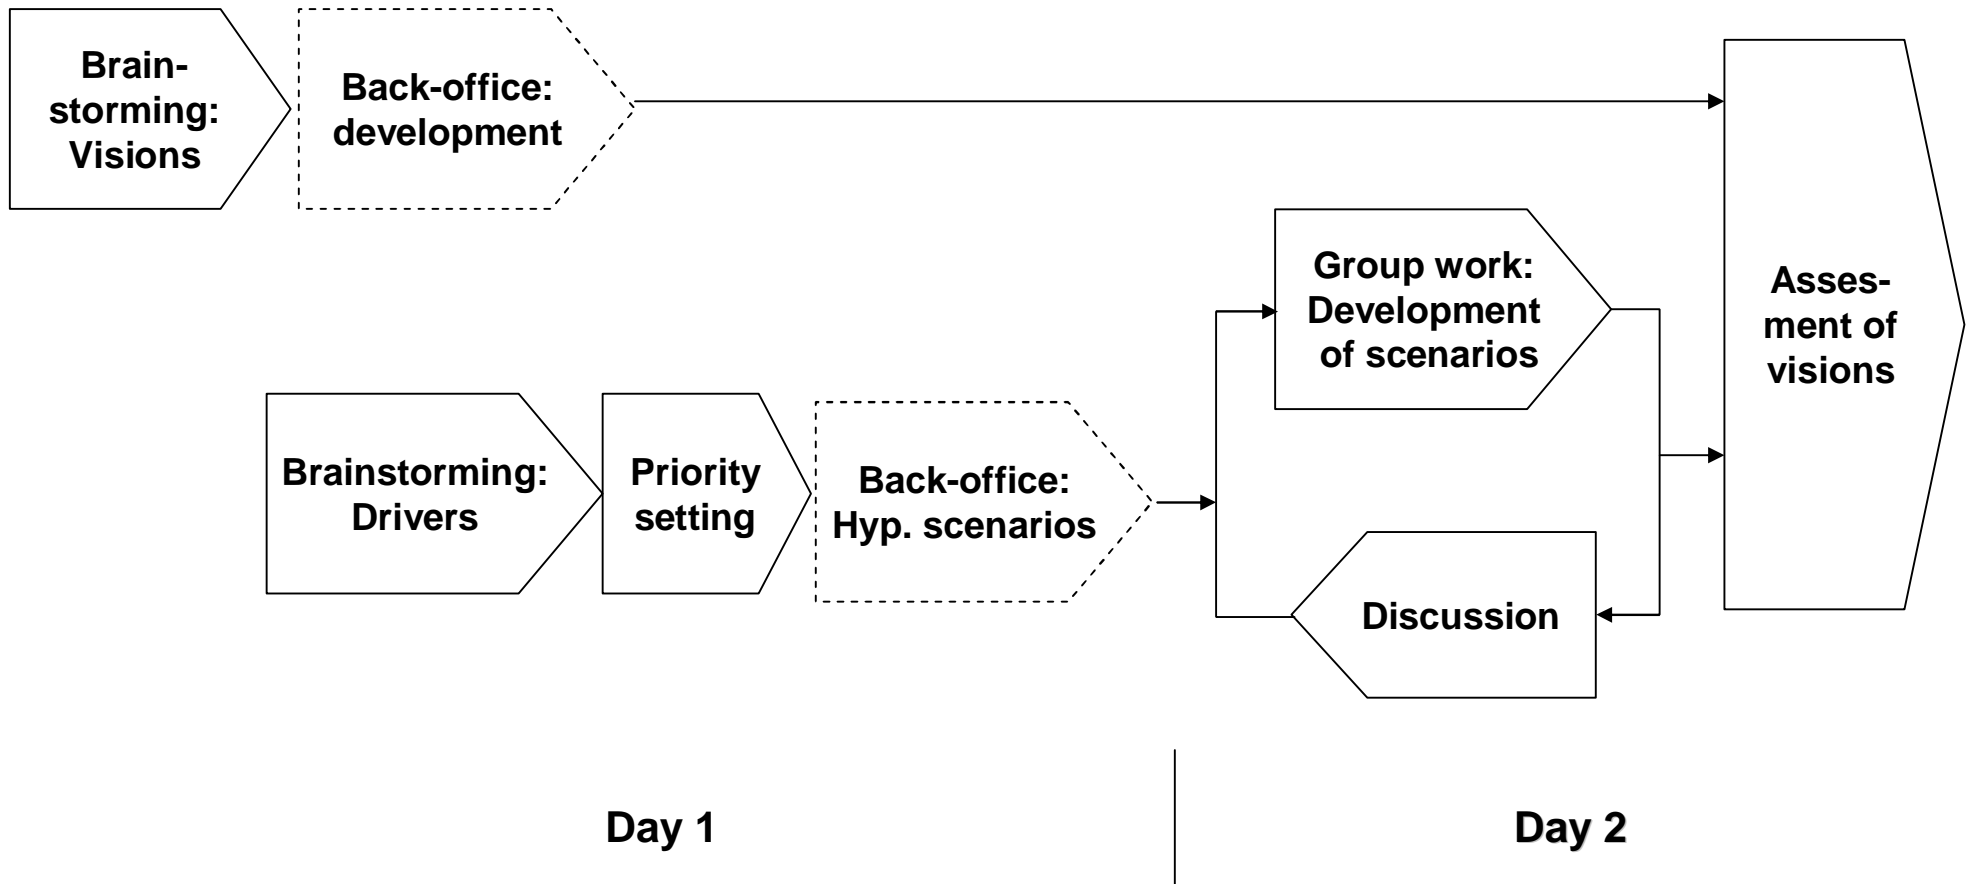 Brain-
storming:
Visions
Back-office:
development
Group work:
Development
of scenarios
Asses-
ment of
visions
Brainstorming:
Drivers
Priority
setting
Back-office:
Hyp. scenarios
Discussion
Day 1
Day 2